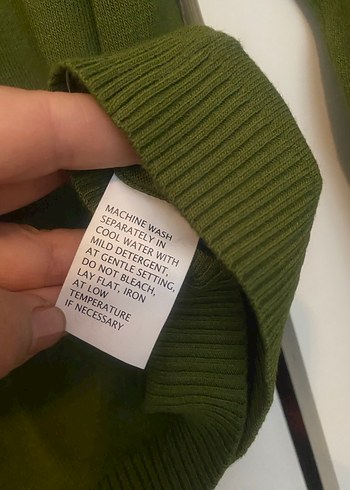 MACHINE WASH
SEPARATELY IN
COOL WATER WITH
MILD DETERGENT,
AT GENTLE SETTING,
DO NOT BLEACH,
LAY FLAT, IRON
AT LOW
TEMPERATURE
IF NECESSARY